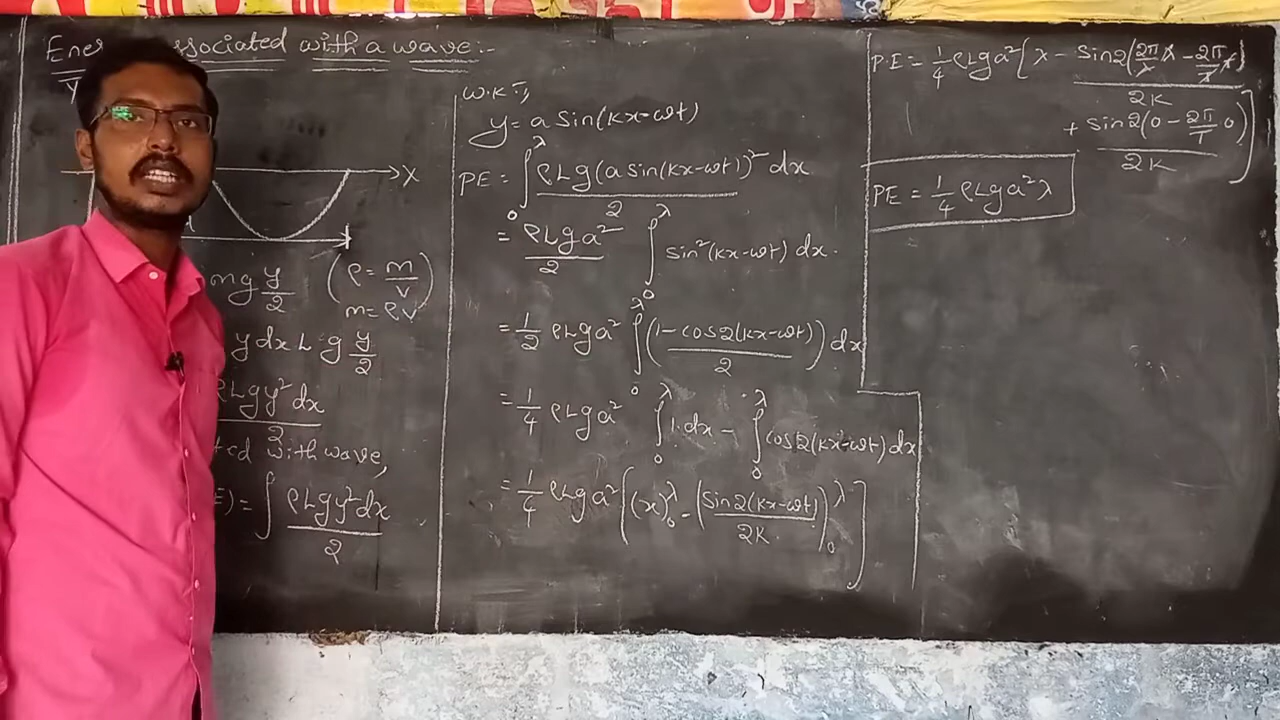 Ene ssociated with a wave:-
Y
X
mg y/2 (ρ = m/v)
m = ρv
y dx L g y/2
ρLgy² dx / 2
ted with wave,
E) = ∫ ρLgy² dx / 2
W.K.T,
y = a sin(kx-ωt)
PE = ∫₀^λ ρLg(a sin(kx-ωt))² dx / 2
= ρLga²/2 ∫₀^λ sin²(kx-ωt) dx.
= 1/2 ρLga² ∫₀^λ (1-cos2(kx-ωt) / 2) dx
= 1/4 ρLga² ∫₀^λ 1.dx - ∫₀^λ cos2(kx-ωt) dx
= 1/4 ρLga² [(x)₀^λ - (sin2(kx-ωt) / 2k)₀^λ]
P.E = 1/4 ρLga² [λ - sin2(2π/λ λ - 2π/T T) / 2k
+ sin2(0 - 2π/T 0) / 2k]
PE = 1/4 ρLga²λ